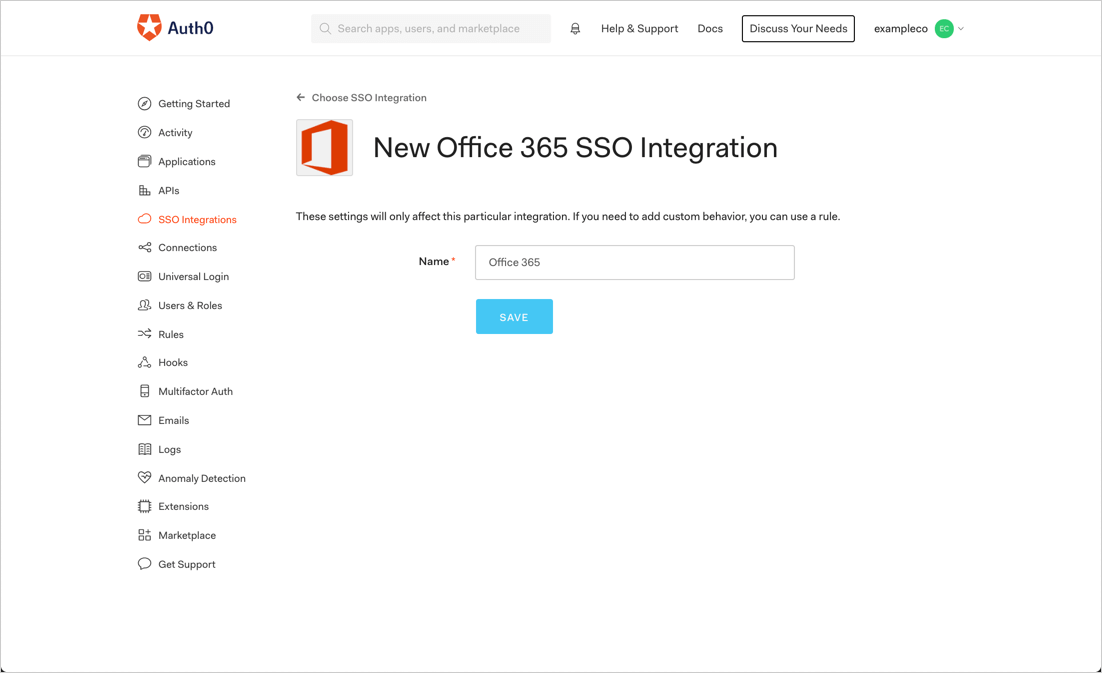 Auth0
Search apps, users, and marketplace
Help & Support
Docs
Discuss Your Needs
exampleco
EC
Getting Started
Activity
Applications
APIs
SSO Integrations
Connections
Universal Login
Users & Roles
Rules
Hooks
Multifactor Auth
Emails
Logs
Anomaly Detection
Extensions
Marketplace
Get Support
Choose SSO Integration
New Office 365 SSO Integration
These settings will only affect this particular integration. If you need to add custom behavior, you can use a rule.
Name *
Office 365
SAVE